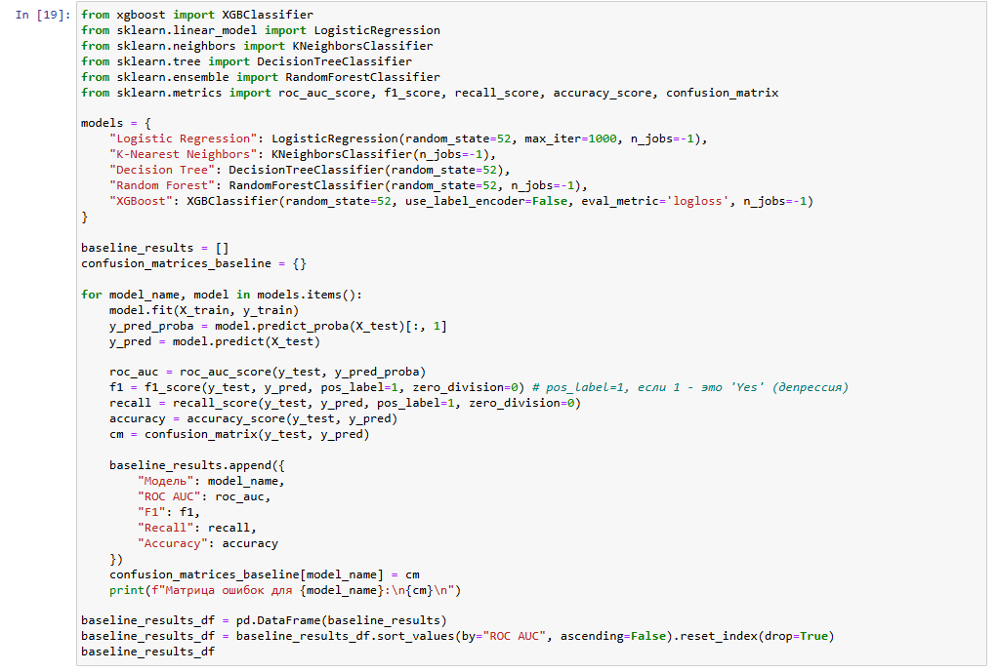 In [19]: from xgboost import XGBClassifier
from sklearn.linear_model import LogisticRegression
from sklearn.neighbors import KNeighborsClassifier
from sklearn.tree import DecisionTreeClassifier
from sklearn.ensemble import RandomForestClassifier
from sklearn.metrics import roc_auc_score, f1_score, recall_score, accuracy_score, confusion_matrix

models = {
    "Logistic Regression": LogisticRegression(random_state=52, max_iter=1000, n_jobs=-1),
    "K-Nearest Neighbors": KNeighborsClassifier(n_jobs=-1),
    "Decision Tree": DecisionTreeClassifier(random_state=52),
    "Random Forest": RandomForestClassifier(random_state=52, n_jobs=-1),
    "XGBoost": XGBClassifier(random_state=52, use_label_encoder=False, eval_metric='logloss', n_jobs=-1)
}

baseline_results = []
confusion_matrices_baseline = {}

for model_name, model in models.items():
    model.fit(X_train, y_train)
    y_pred_proba = model.predict_proba(X_test)[:, 1]
    y_pred = model.predict(X_test)

    roc_auc = roc_auc_score(y_test, y_pred_proba)
    f1 = f1_score(y_test, y_pred, pos_label=1, zero_division=0) # pos_label=1, если 1 - это 'Yes' (депрессия)
    recall = recall_score(y_test, y_pred, pos_label=1, zero_division=0)
    accuracy = accuracy_score(y_test, y_pred)
    cm = confusion_matrix(y_test, y_pred)

    baseline_results.append({
        "Модель": model_name,
        "ROC AUC": roc_auc,
        "F1": f1,
        "Recall": recall,
        "Accuracy": accuracy
    })
    confusion_matrices_baseline[model_name] = cm
    print(f"Матрица ошибок для {model_name}:\n{cm}\n")

baseline_results_df = pd.DataFrame(baseline_results)
baseline_results_df = baseline_results_df.sort_values(by="ROC AUC", ascending=False).reset_index(drop=True)
baseline_results_df